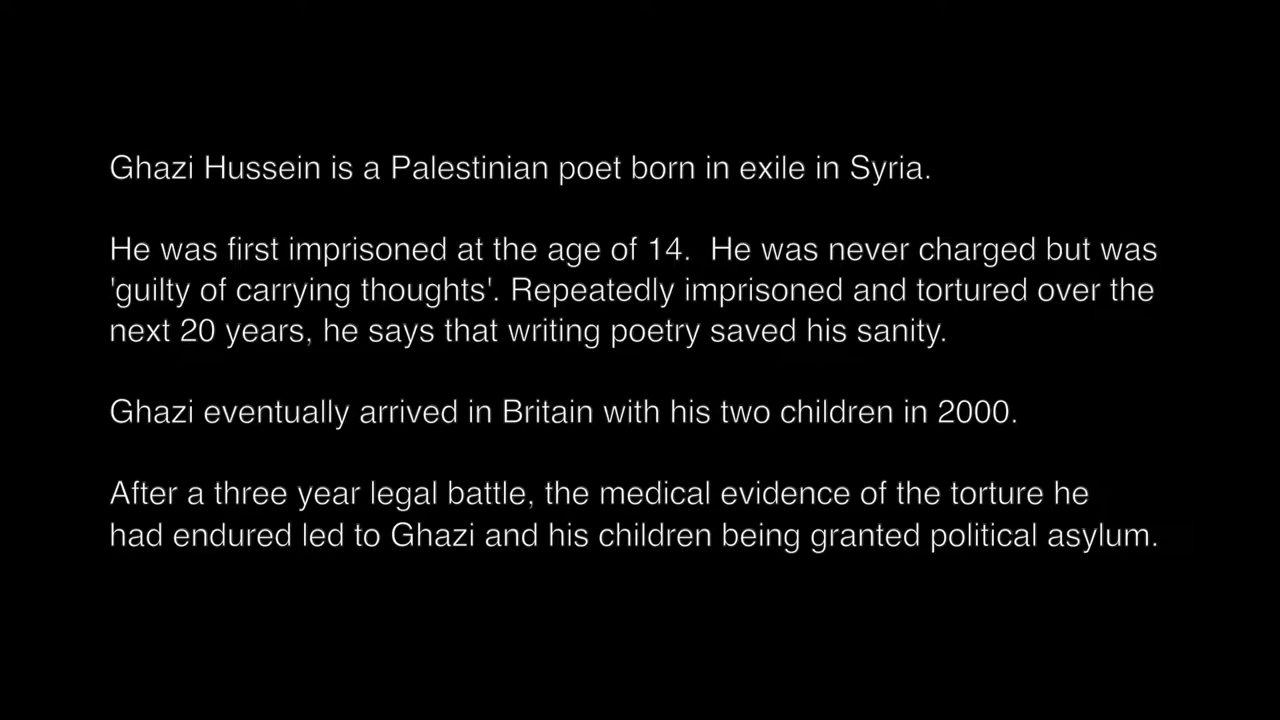 Ghazi Hussein is a Palestinian poet born in exile in Syria.
He was first imprisoned at the age of 14.  He was never charged but was
'guilty of carrying thoughts'. Repeatedly imprisoned and tortured over the
next 20 years, he says that writing poetry saved his sanity.
Ghazi eventually arrived in Britain with his two children in 2000.
After a three year legal battle, the medical evidence of the torture he
had endured led to Ghazi and his children being granted political asylum.